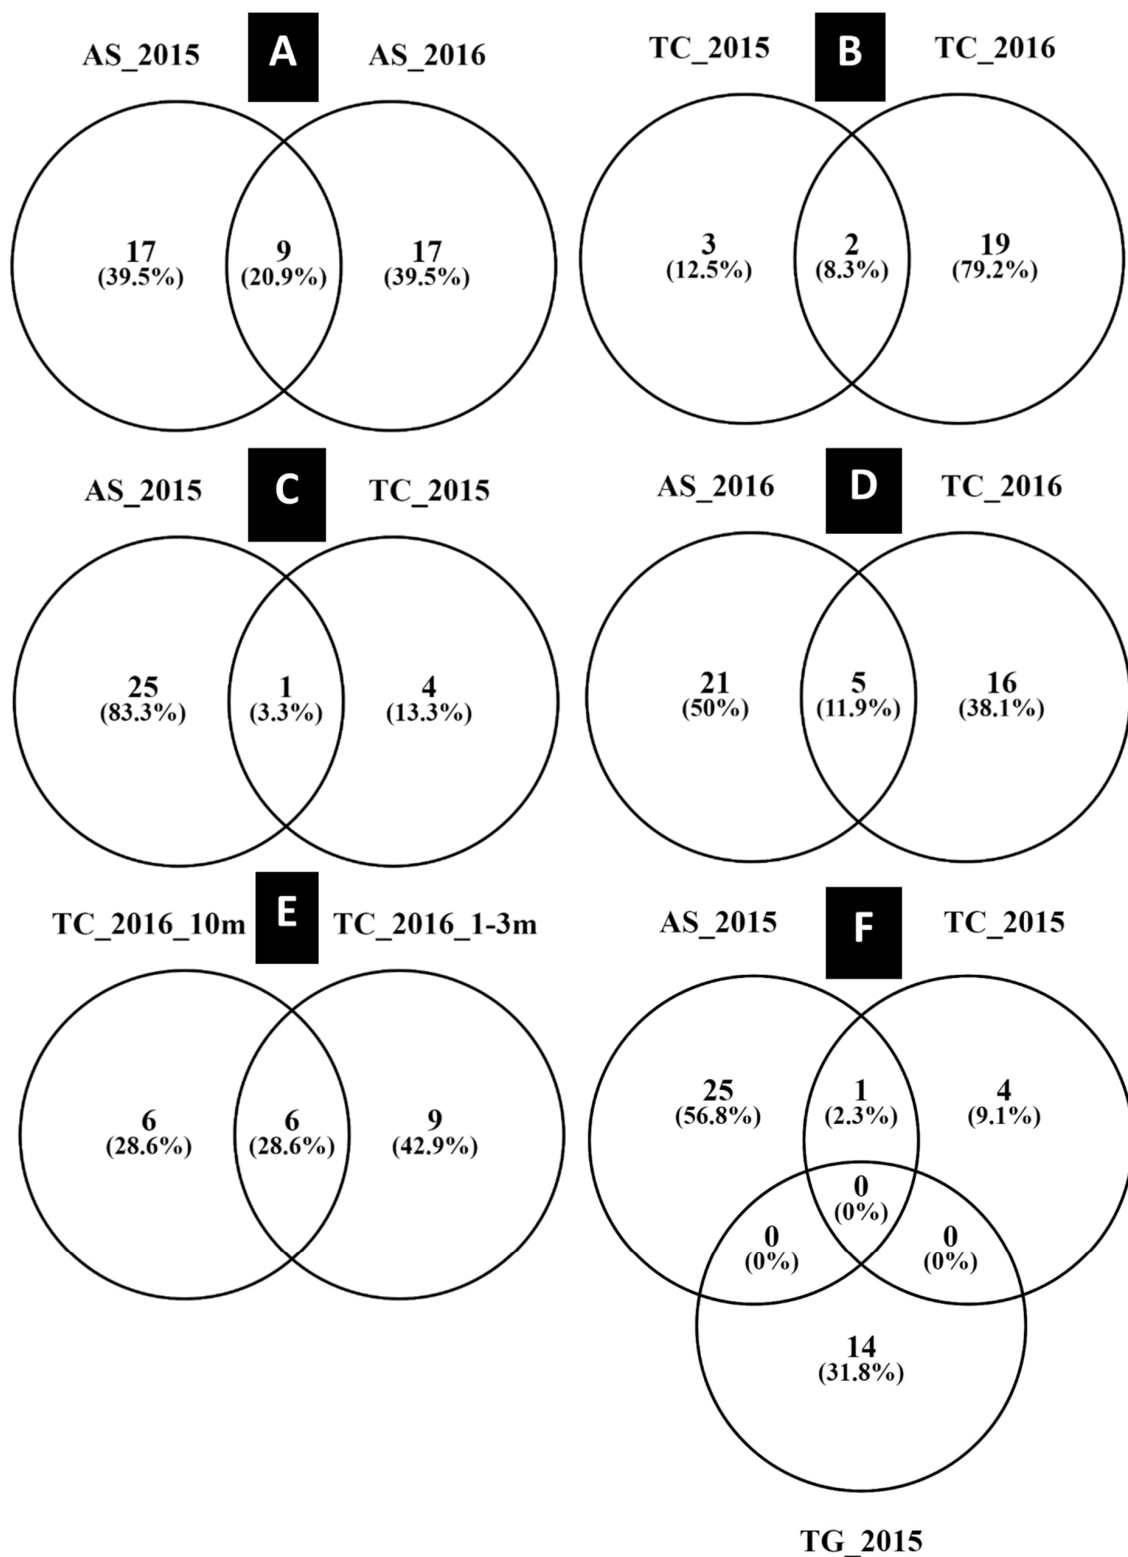 A
AS_2015 AS_2016
17 9 17
(39.5%) (20.9%) (39.5%)
B
TC_2015 TC_2016
3 2 19
(12.5%) (8.3%) (79.2%)
C
AS_2015 TC_2015
25 1 4
(83.3%) (3.3%) (13.3%)
D
AS_2016 TC_2016
21 5 16
(50%) (11.9%) (38.1%)
E
TC_2016_10m TC_2016_1-3m
6 6 9
(28.6%) (28.6%) (42.9%)
F
AS_2015 TC_2015
25 1 4
(56.8%) (2.3%) (9.1%)
0
(0%)
0 0
(0%) (0%)
14
(31.8%)
TG_2015